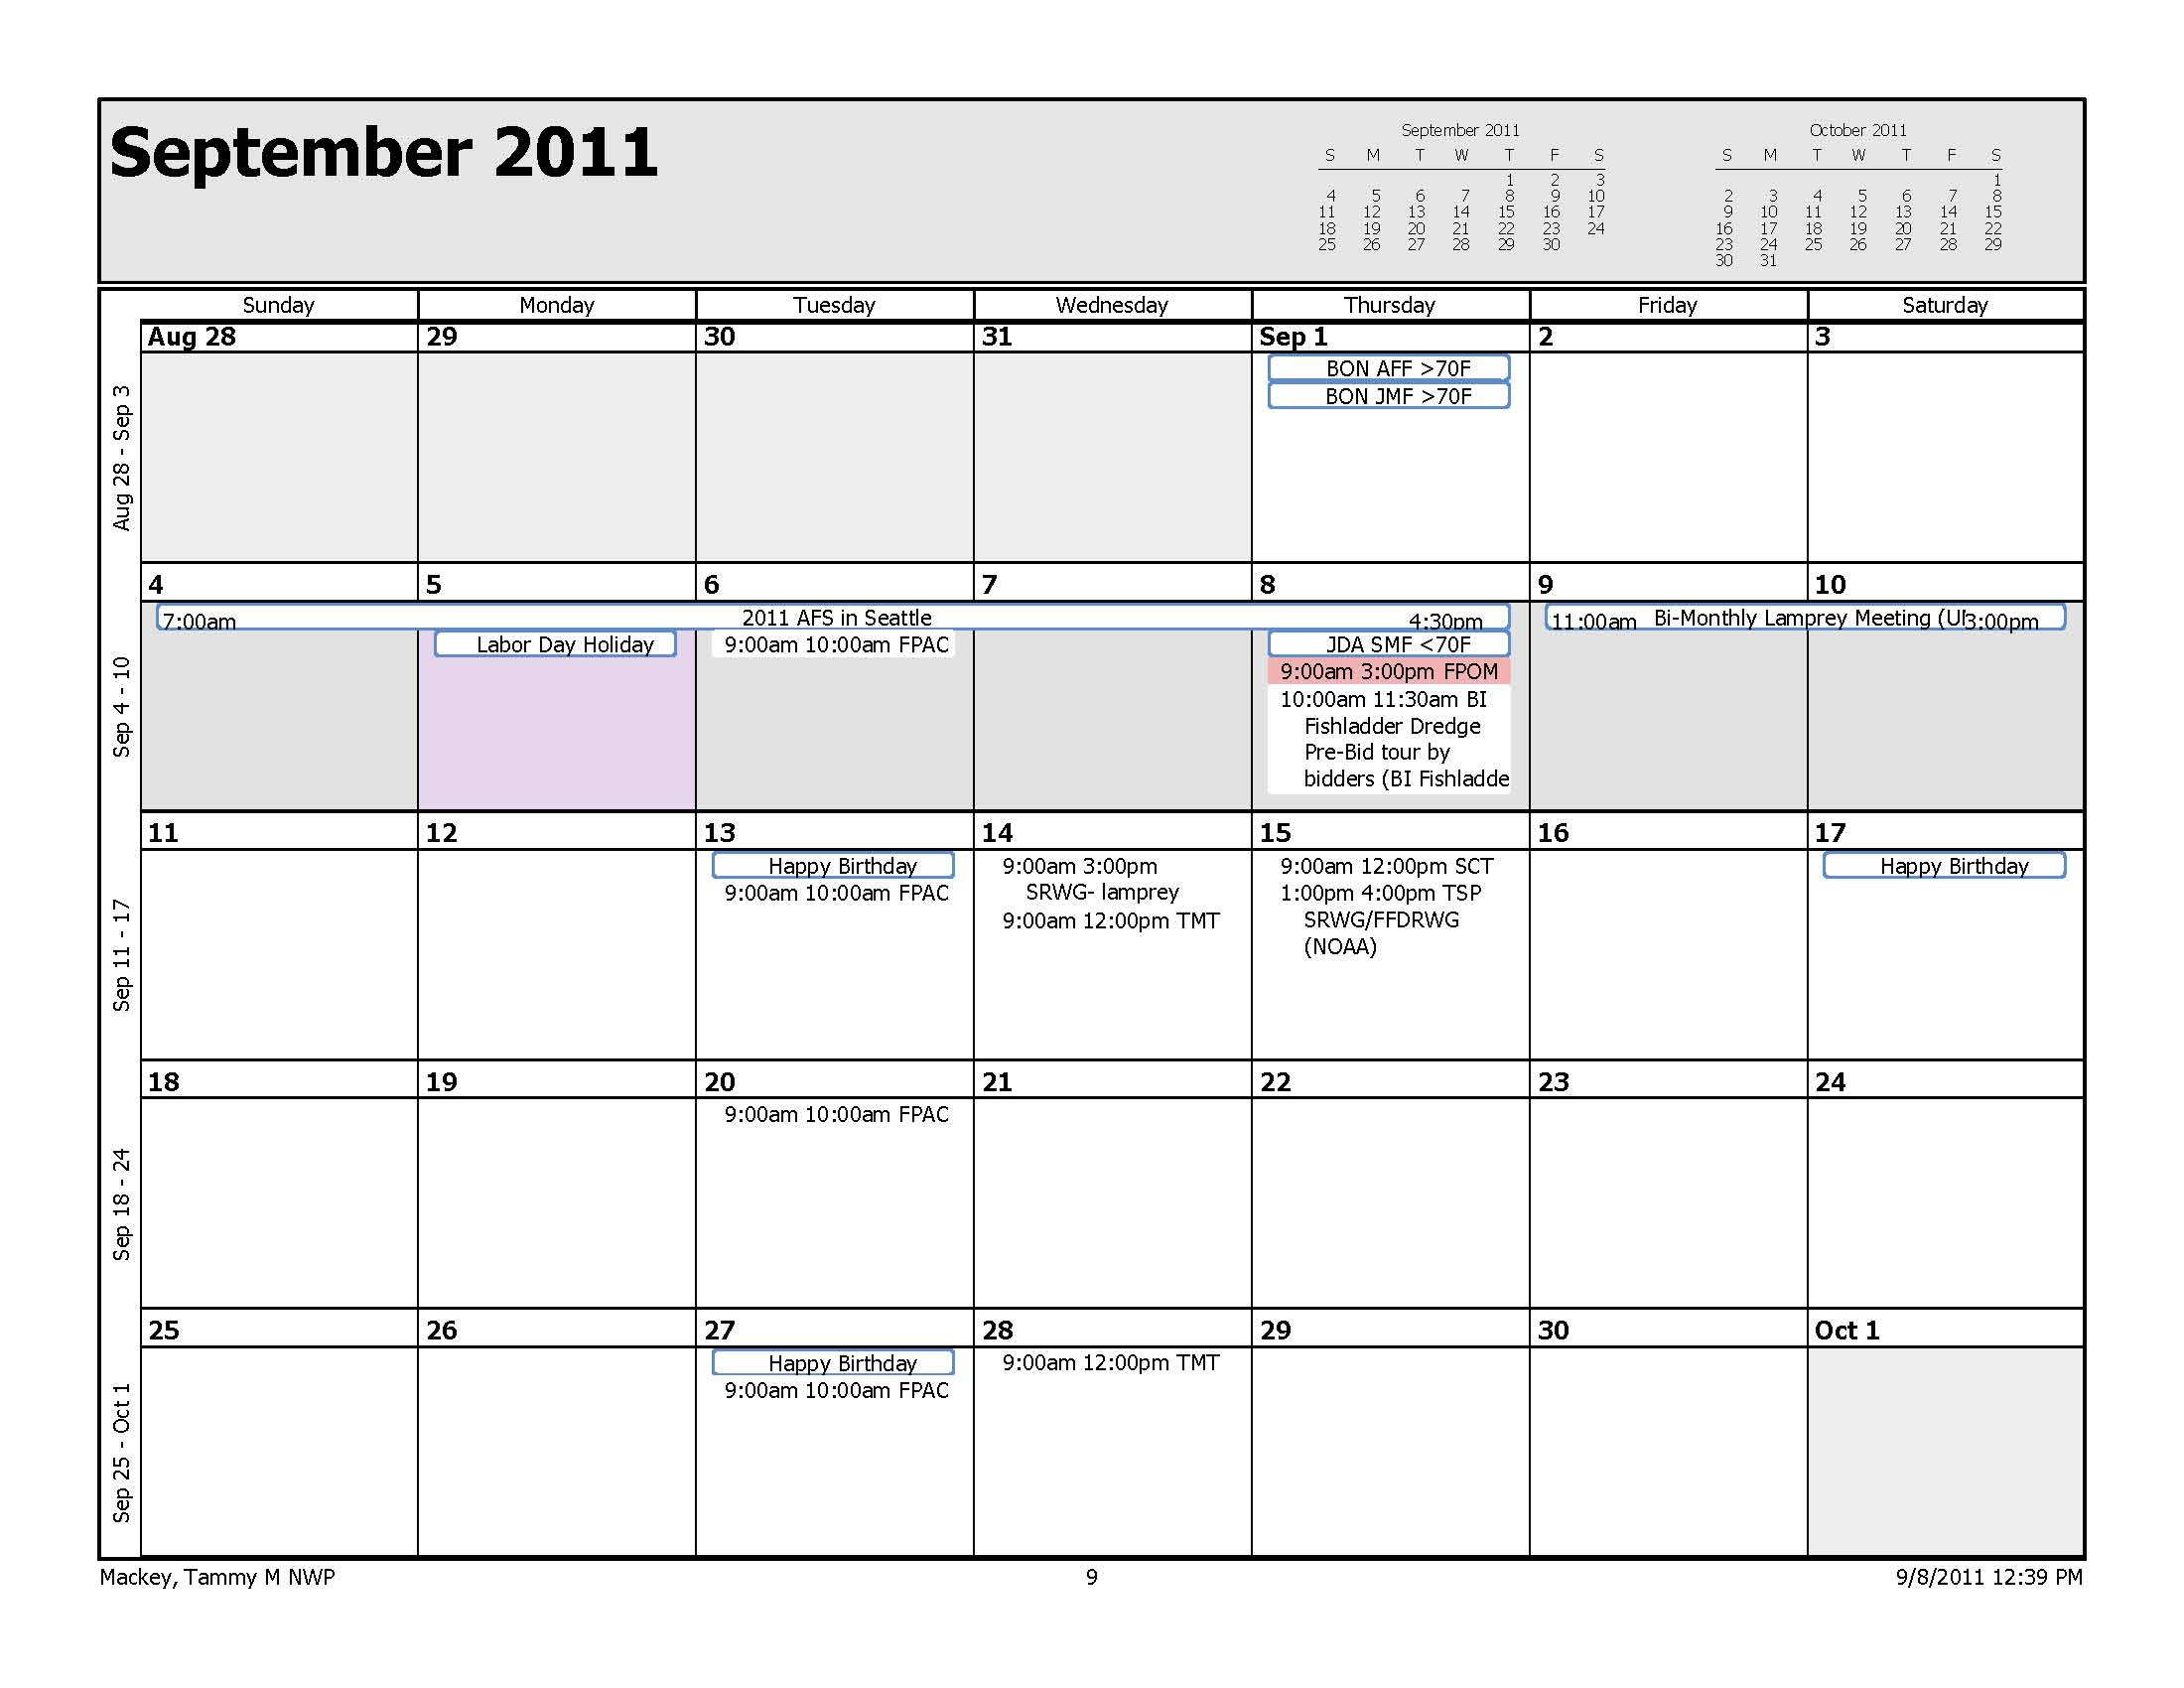 September 2011
September 2011
S M T W T F S
1 2 3
4 5 6 7 8 9 10
11 12 13 14 15 16 17
18 19 20 21 22 23 24
25 26 27 28 29 30
October 2011
S M T W T F S
1
2 3 4 5 6 7 8
9 10 11 12 13 14 15
16 17 18 19 20 21 22
23 24 25 26 27 28 29
30 31
Sunday Monday Tuesday Wednesday Thursday Friday Saturday
Aug 28 - Sep 3
Aug 28 29 30 31 Sep 1 2 3
BON AFF >70F
BON JMF >70F
Sep 4 - 10
4 5 6 7 8 9 10
7:00am 2011 AFS in Seattle 4:30pm
11:00am Bi-Monthly Lamprey Meeting 3:00pm
Labor Day Holiday
9:00am 10:00am FPAC
JDA SMF <70F
9:00am 3:00pm FPOM
10:00am 11:30am BI
Fishladder Dredge
Pre-Bid tour by
bidders (BI Fishladde
Sep 11 - 17
11 12 13 14 15 16 17
Happy Birthday
9:00am 10:00am FPAC
9:00am 3:00pm
SRWG- lamprey
9:00am 12:00pm TMT
9:00am 12:00pm SCT
1:00pm 4:00pm TSP
SRWG/FFDRWG
(NOAA)
Happy Birthday
Sep 18 - 24
18 19 20 21 22 23 24
9:00am 10:00am FPAC
Sep 25 - Oct 1
25 26 27 28 29 30 Oct 1
Happy Birthday
9:00am 10:00am FPAC
9:00am 12:00pm TMT
Mackey, Tammy M NWP 9 9/8/2011 12:39 PM